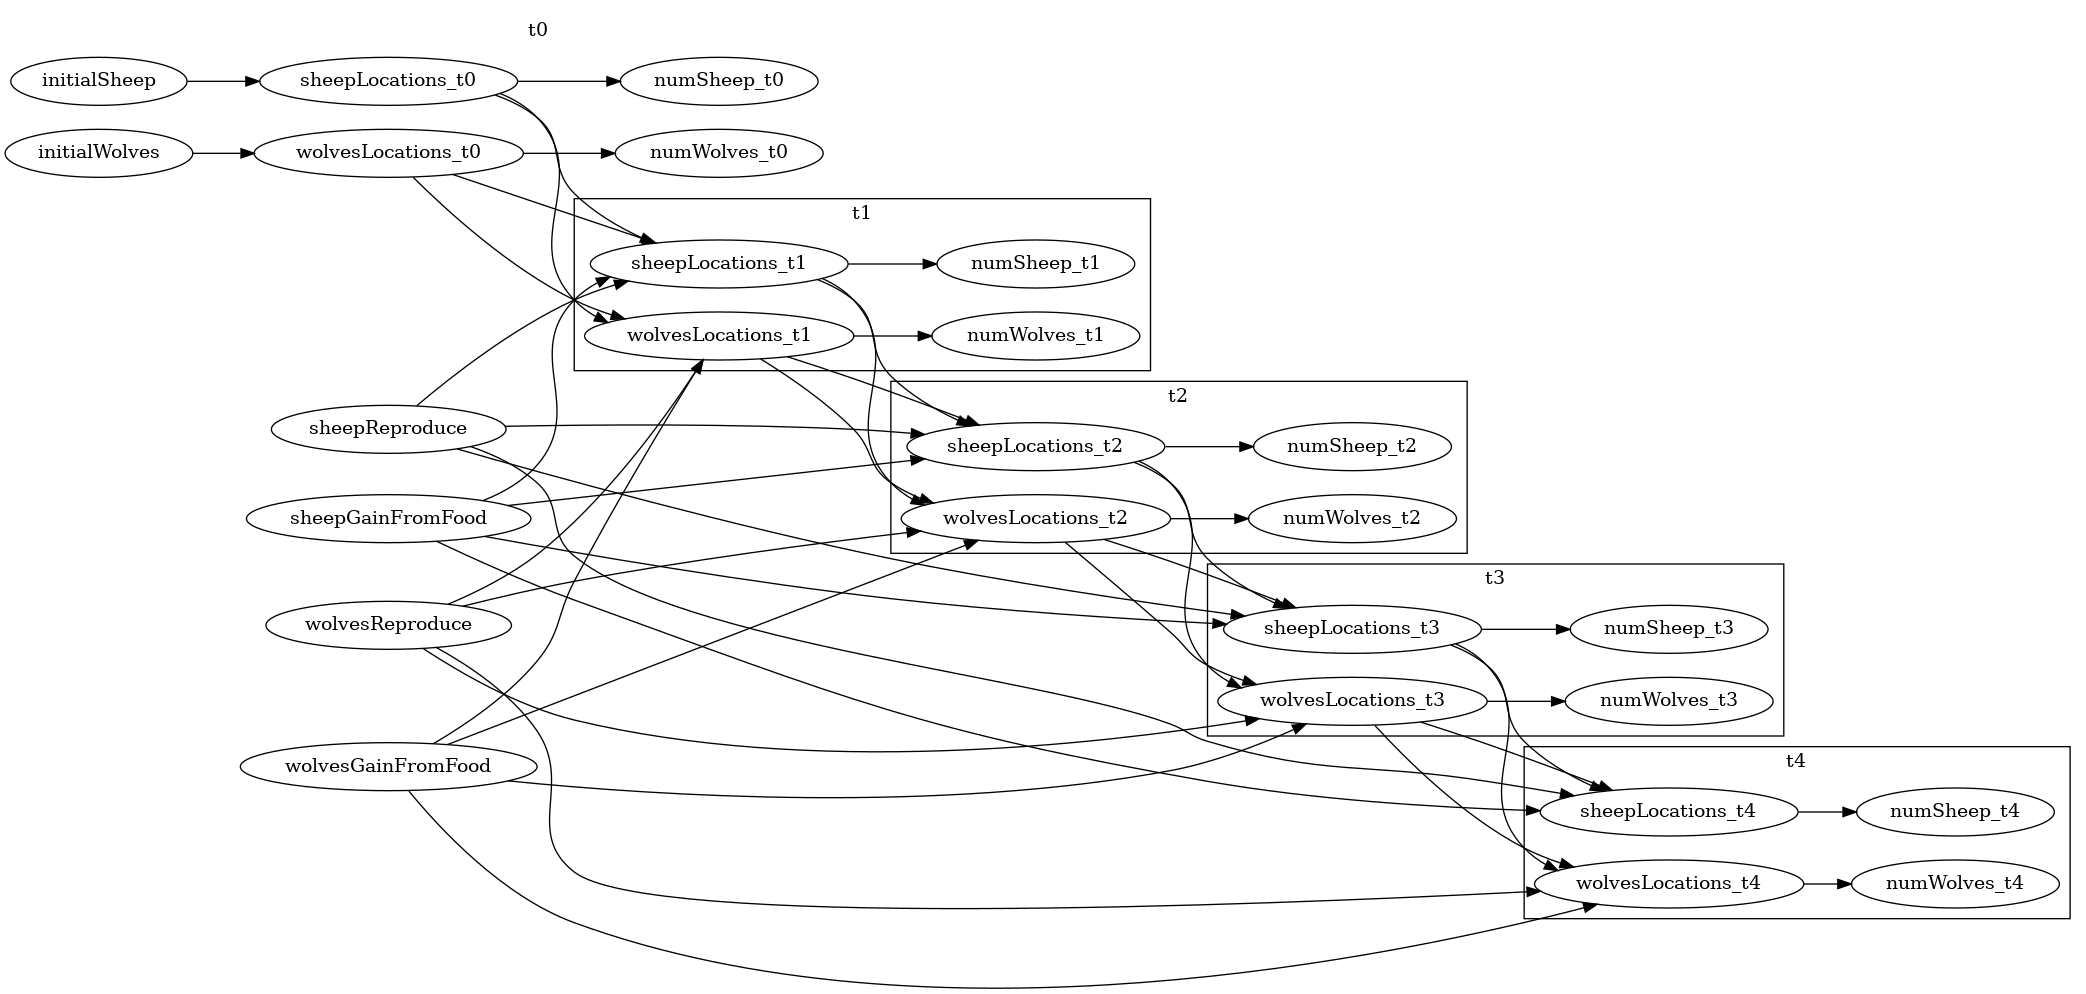 t0
initialSheep
sheepLocations_t0
numSheep_t0
initialWolves
wolvesLocations_t0
numWolves_t0
t1
sheepLocations_t1
numSheep_t1
wolvesLocations_t1
numWolves_t1
t2
sheepReproduce
sheepLocations_t2
numSheep_t2
sheepGainFromFood
wolvesLocations_t2
numWolves_t2
t3
wolvesReproduce
sheepLocations_t3
numSheep_t3
wolvesLocations_t3
numWolves_t3
wolvesGainFromFood
t4
sheepLocations_t4
numSheep_t4
wolvesLocations_t4
numWolves_t4